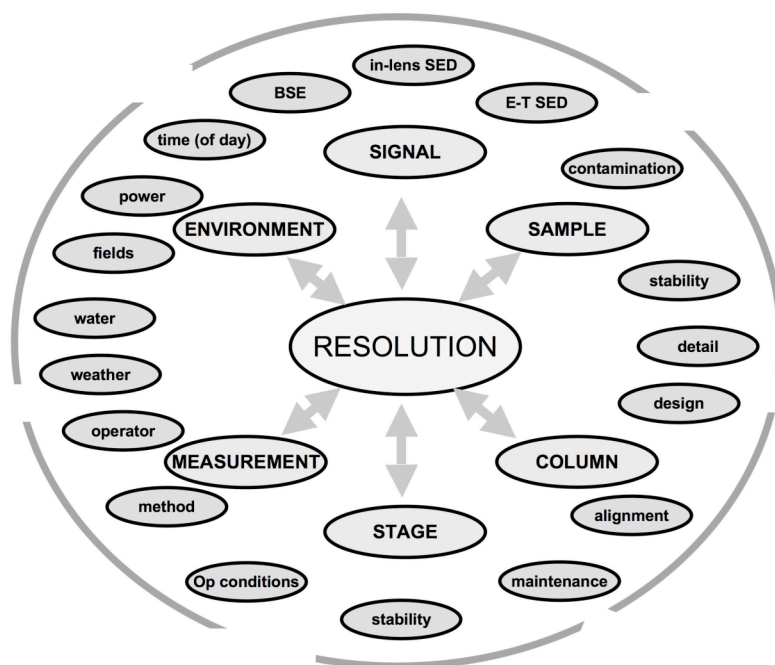 in-lens SED
BSE
E-T SED
time (of day)
SIGNAL
contamination
power
ENVIRONMENT
SAMPLE
fields
stability
water
RESOLUTION
detail
weather
design
operator
MEASUREMENT
COLUMN
method
alignment
STAGE
Op conditions
maintenance
stability